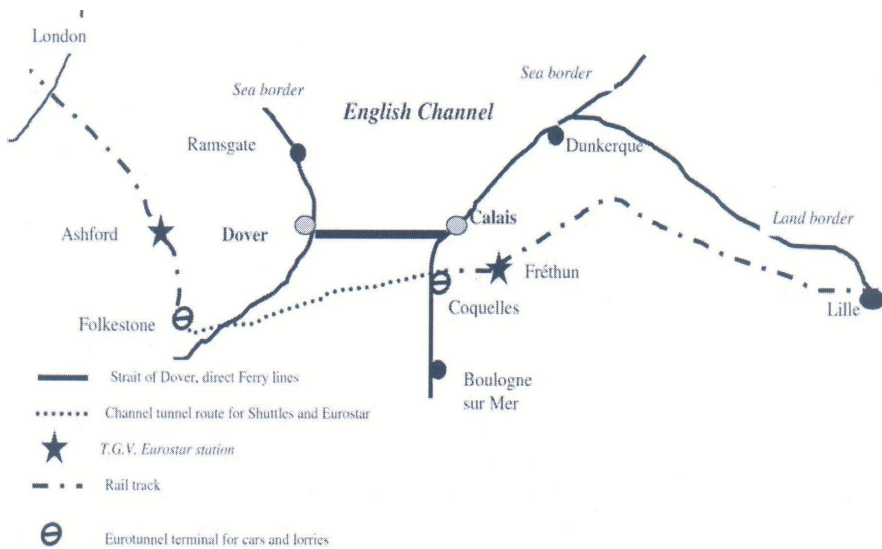 London
Sea border
Sea border
English Channel
Ramsgate
Dunkerque
Ashford
Dover
Calais
Land border
Fréthun
Folkestone
Coquelles
Lille
Boulogne
sur Mer
Strait of Dover, direct Ferry lines
Channel tunnel route for Shuttles and Eurostar
T.G.V. Eurostar station
Rail track
Eurotunnel terminal for cars and lorries